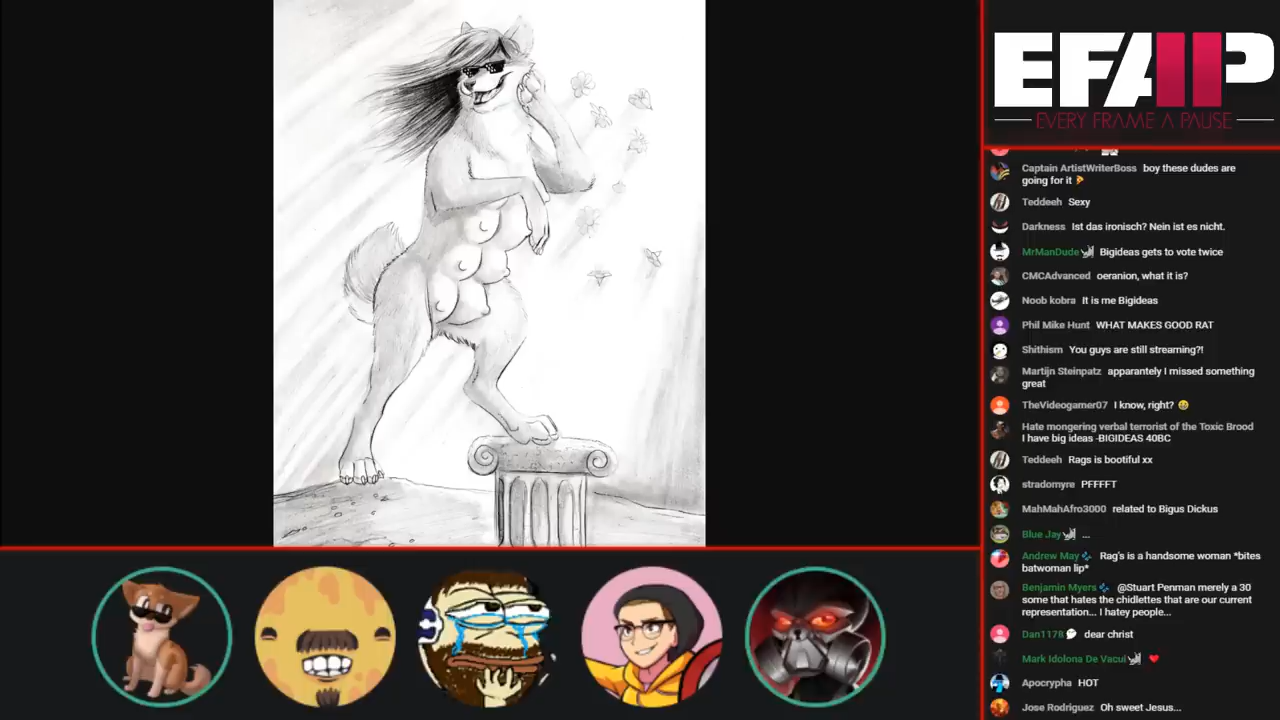 EFAP
EVERY FRAME A PAUSE
Captain ArtistWriterBoss boy these dudes are
going for it
Teddeeh Sexy
Darkness Ist das ironisch? Nein ist es nicht.
MrManDude Bigideas gets to vote twice
CMCAdvanced oeranion, what it is?
Noob kobra It is me Bigideas
Phil Mike Hunt WHAT MAKES GOOD RAT
Shithism You guys are still streaming?!
Martijn Steinpatz apparantely I missed something
great
TheVideogamer07 I know, right?
Hate mongering verbal terrorist of the Toxic Brood
I have big ideas -BIGIDEAS 40BC
Teddeeh Rags is bootiful xx
stradomyre PFFFFT
MahMahAfro3000 related to Bigus Dickus
Blue Jay ...
Andrew May Rag's is a handsome woman *bites
batwoman lip*
Benjamin Myers @Stuart Penman merely a 30
some that hates the chidlettes that are our current
representation... I hatey people...
Dan1178 dear christ
Mark Idolona De Vacui
Apocrypha HOT
Jose Rodriguez Oh sweet Jesus...